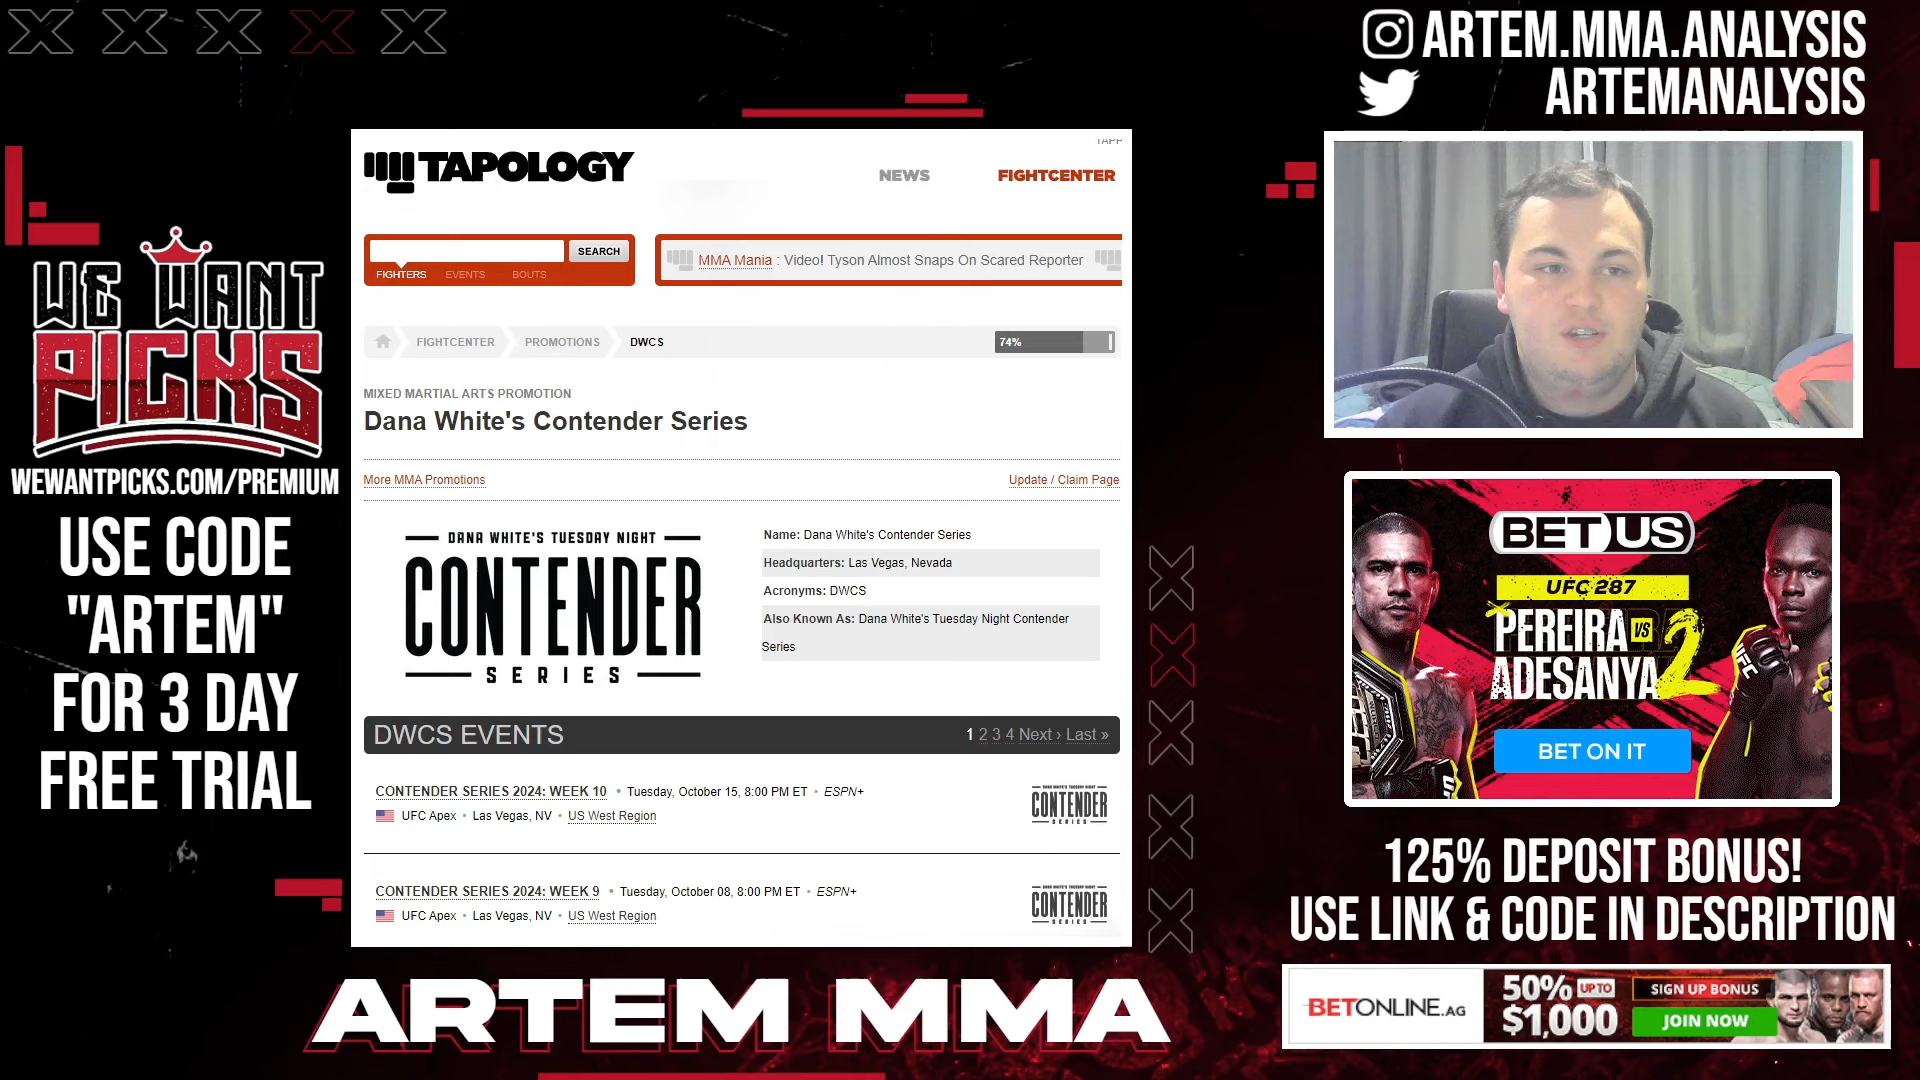 ARTEM.MMA.ANALYSIS
ARTEMANALYSIS
WE WANT
PICKS
WEWANTPICKS.COM/PREMIUM
USE CODE
"ARTEM"
FOR 3 DAY
FREE TRIAL
TAPOLOGY
NEWS
FIGHTCENTER
SEARCH
FIGHTERS
EVENTS
BOUTS
MMA Mania : Video! Tyson Almost Snaps On Scared Reporter
FIGHTCENTER
PROMOTIONS
DWCS
74%
MIXED MARTIAL ARTS PROMOTION
Dana White's Contender Series
More MMA Promotions
Update / Claim Page
DANA WHITE'S TUESDAY NIGHT
CONTENDER
SERIES
Name: Dana White's Contender Series
Headquarters: Las Vegas, Nevada
Acronyms: DWCS
Also Known As: Dana White's Tuesday Night Contender
Series
DWCS EVENTS
1 2 3 4 Next › Last »
CONTENDER SERIES 2024: WEEK 10 • Tuesday, October 15, 8:00 PM ET • ESPN+
UFC Apex • Las Vegas, NV • US West Region
CONTENDER
SERIES
CONTENDER SERIES 2024: WEEK 9 • Tuesday, October 08, 8:00 PM ET • ESPN+
UFC Apex • Las Vegas, NV • US West Region
CONTENDER
SERIES
ARTEM MMA
BETUS
UFC 287
PEREIRA VS
ADESANYA 2
UFC
BET ON IT
125% DEPOSIT BONUS!
USE LINK & CODE IN DESCRIPTION
BETONLINE.AG
50% UP TO
$1,000
SIGN UP BONUS
JOIN NOW